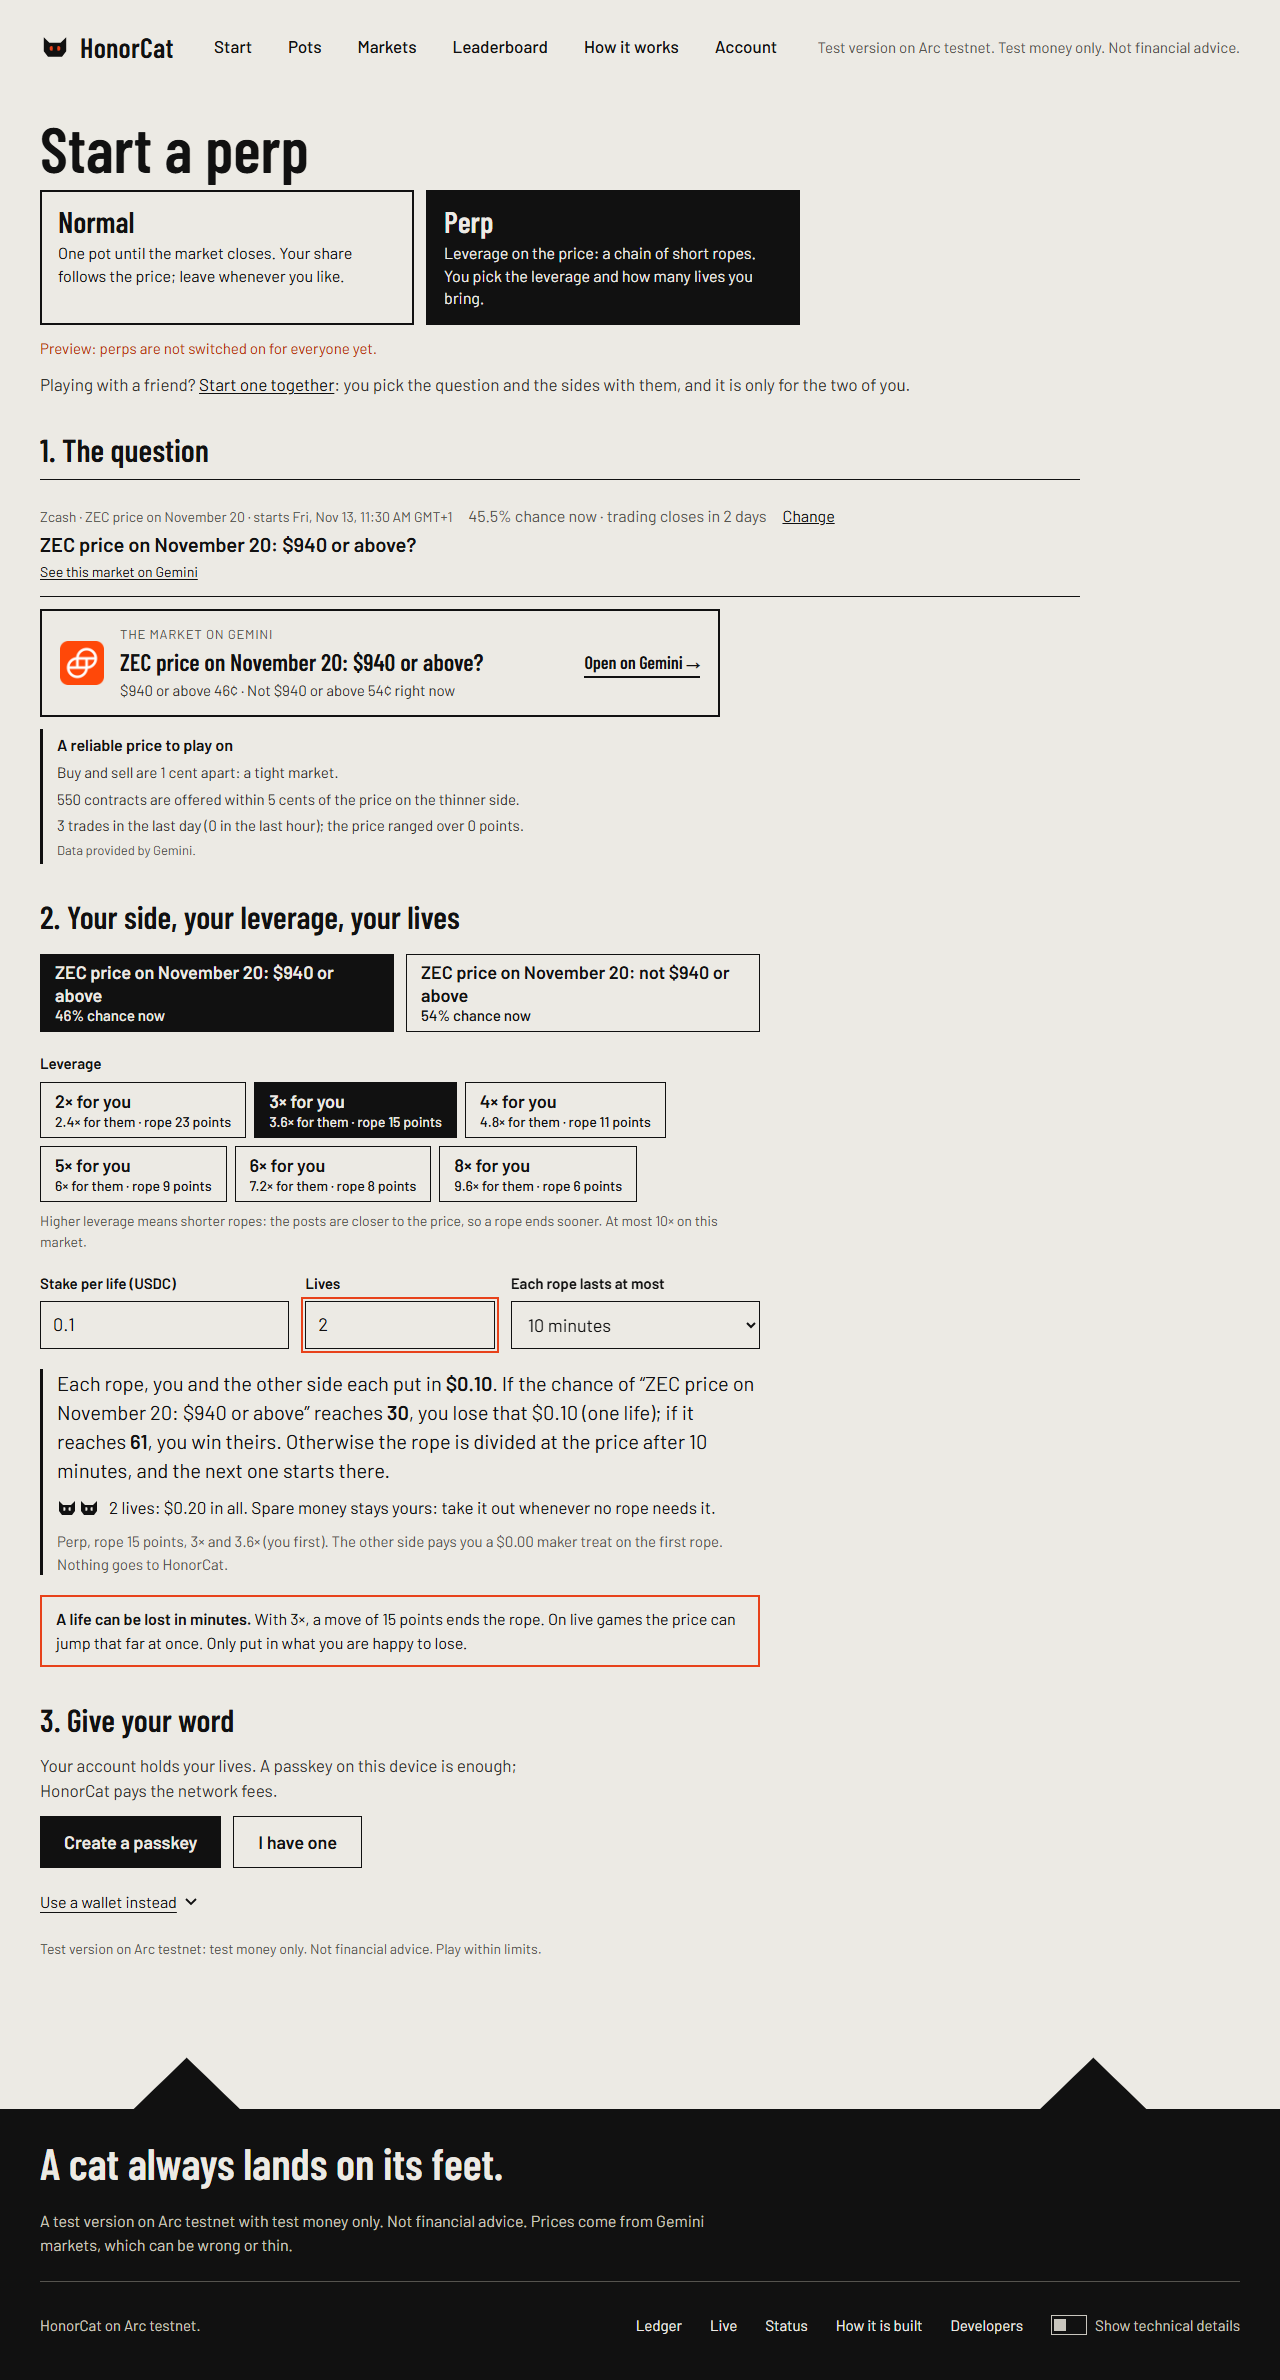 HonorCat
Start
Pots
Markets
Leaderboard
How it works
Account
Test version on Arc testnet. Test money only. Not financial advice.
Start a perp
Normal
One pot until the market closes. Your share
follows the price; leave whenever you like.
Perp
Leverage on the price: a chain of short ropes.
You pick the leverage and how many lives you
bring.
Preview: perps are not switched on for everyone yet.
Playing with a friend? Start one together: you pick the question and the sides with them, and it is only for the two of you.
1. The question
Zcash · ZEC price on November 20 · starts Fri, Nov 13, 11:30 AM GMT+1 45.5% chance now · trading closes in 2 days Change
ZEC price on November 20: $940 or above?
See this market on Gemini
THE MARKET ON GEMINI
ZEC price on November 20: $940 or above?
$940 or above 46¢ · Not $940 or above 54¢ right now
Open on Gemini →
A reliable price to play on
Buy and sell are 1 cent apart: a tight market.
550 contracts are offered within 5 cents of the price on the thinner side.
3 trades in the last day (0 in the last hour); the price ranged over 0 points.
Data provided by Gemini.
2. Your side, your leverage, your lives
ZEC price on November 20: $940 or
above
46% chance now
ZEC price on November 20: not $940 or
above
54% chance now
Leverage
2× for you
2.4× for them · rope 23 points
3× for you
3.6× for them · rope 15 points
4× for you
4.8× for them · rope 11 points
5× for you
6× for them · rope 9 points
6× for you
7.2× for them · rope 8 points
8× for you
9.6× for them · rope 6 points
Higher leverage means shorter ropes: the posts are closer to the price, so a rope ends sooner. At most 10× on this
market.
Stake per life (USDC)
0.1
Lives
2
Each rope lasts at most
10 minutes
Each rope, you and the other side each put in $0.10. If the chance of “ZEC price on
November 20: $940 or above” reaches 30, you lose that $0.10 (one life); if it
reaches 61, you win theirs. Otherwise the rope is divided at the price after 10
minutes, and the next one starts there.
2 lives: $0.20 in all. Spare money stays yours: take it out whenever no rope needs it.
Perp, rope 15 points, 3× and 3.6× (you first). The other side pays you a $0.00 maker treat on the first rope.
Nothing goes to HonorCat.
A life can be lost in minutes. With 3×, a move of 15 points ends the rope. On live games the price can
jump that far at once. Only put in what you are happy to lose.
3. Give your word
Your account holds your lives. A passkey on this device is enough;
HonorCat pays the network fees.
Create a passkey
I have one
Use a wallet instead
Test version on Arc testnet: test money only. Not financial advice. Play within limits.
A cat always lands on its feet.
A test version on Arc testnet with test money only. Not financial advice. Prices come from Gemini
markets, which can be wrong or thin.
HonorCat on Arc testnet.
Ledger
Live
Status
How it is built
Developers
Show technical details